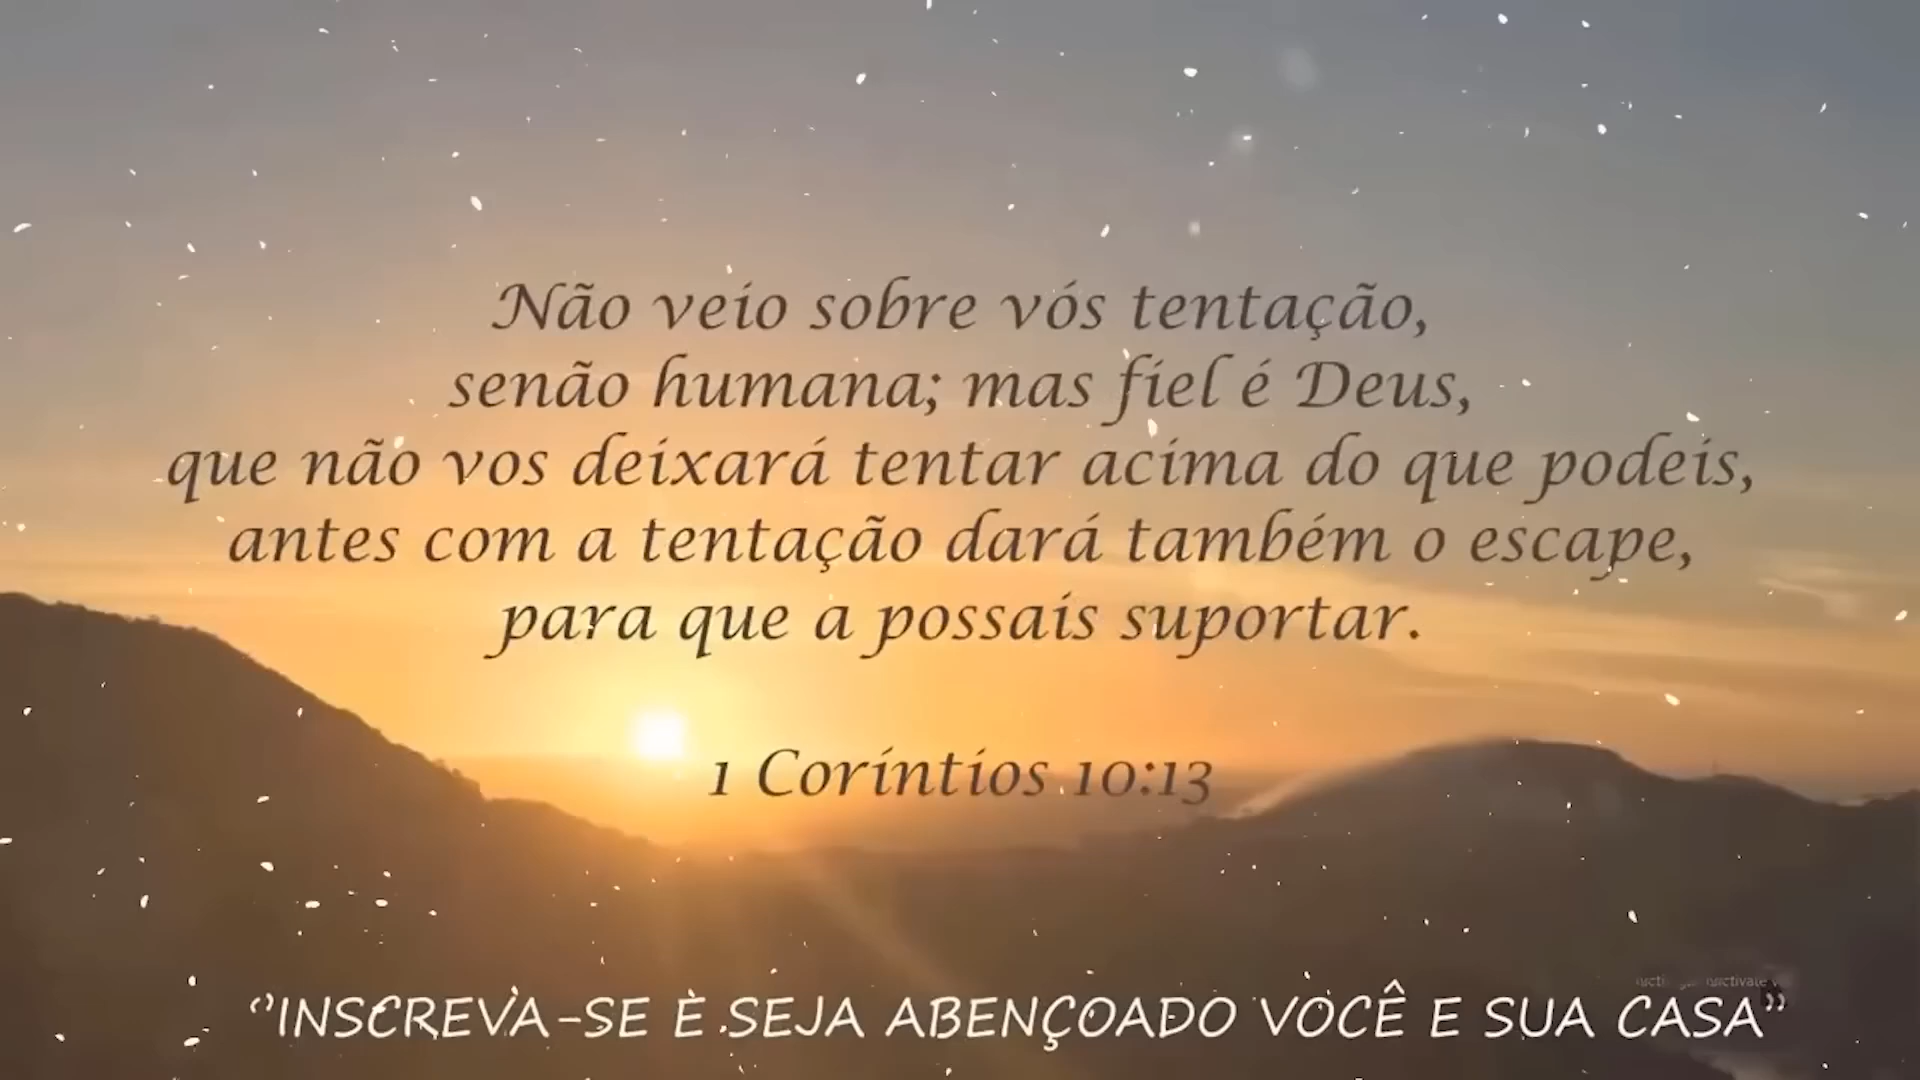 Não veio sobre vós tentação,
senão humana; mas fiel é Deus,
que não vos deixará tentar acima do que podeis,
antes com a tentação dará também o escape,
para que a possais suportar.
1 Coríntios 10:13
‘’INSCREVA-SE E SEJA ABENÇOADO VOCÊ E SUA CASA’’